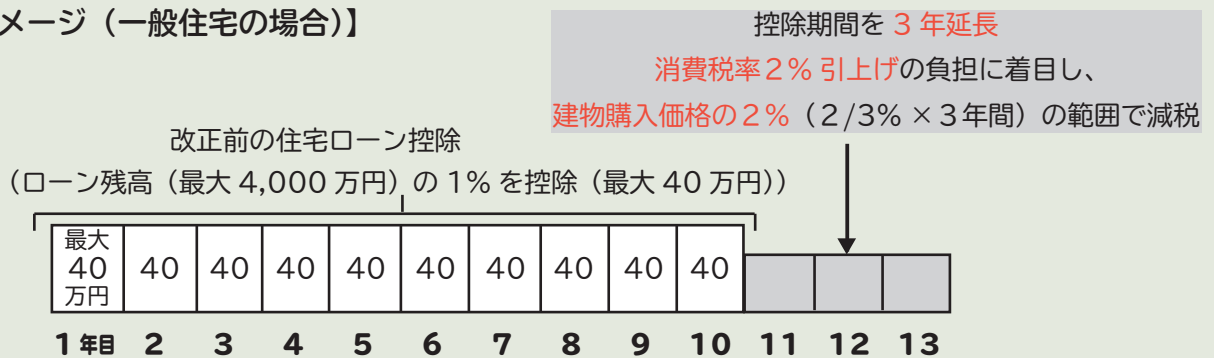 メージ（一般住宅の場合）】
控除期間を 3 年延長
消費税率２％ 引上げの負担に着目し、
建物購入価格の２％（２/３％ ×３年間）の範囲で減税
改正前の住宅ローン控除
（ローン残高（最大 4,000 万円）の 1% を控除（最大 40 万円））
最大
40
万円
40 40 40 40 40 40 40 40 40
1 年目 2 3 4 5 6 7 8 9 10 11 12 13